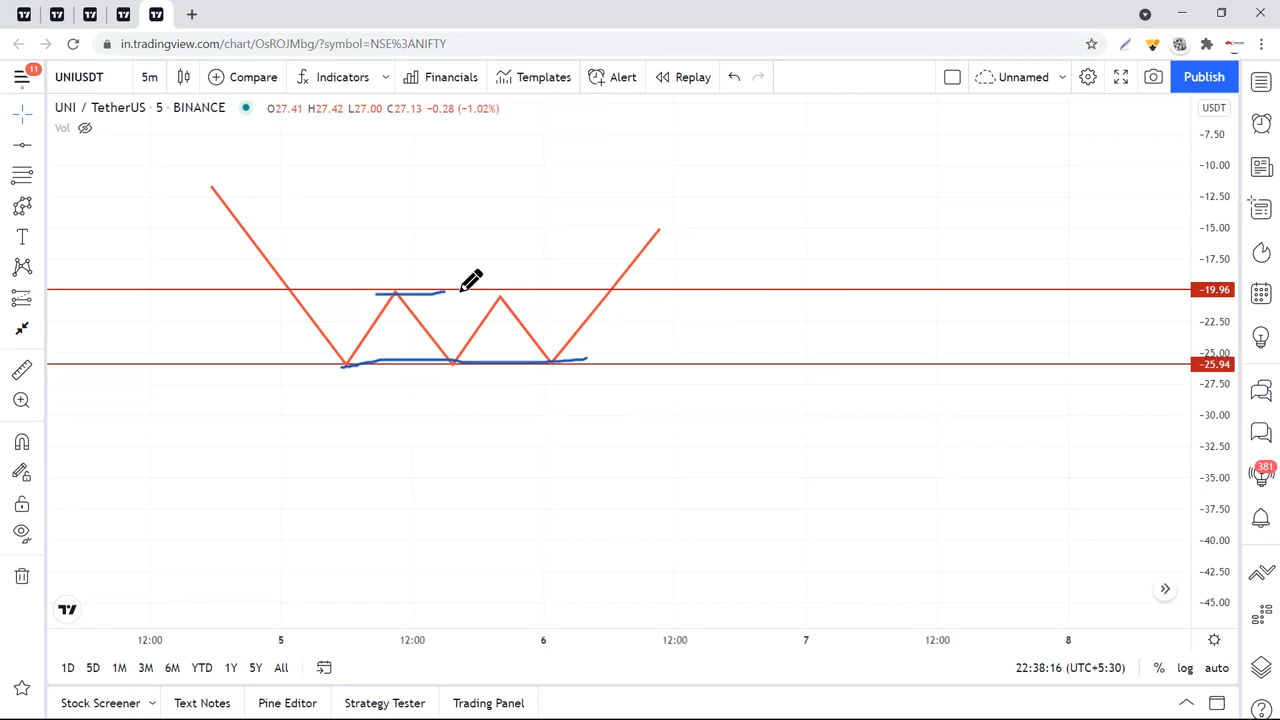 in.tradingview.com/chart/OsROJMbg/?symbol=NSE%3ANIFTY
11
UNIUSDT 5m Compare Indicators Financials Templates Alert Replay Unnamed Publish
UNI / TetherUS · 5 · BINANCE O27.41 H27.42 L27.00 C27.13 −0.28 (−1.02%) USDT
Vol
−7.50
−10.00
−12.50
−15.00
−17.50
−19.96
−22.50
−25.00
−25.94
−27.50
−30.00
−32.50
−35.00
381
−37.50
−40.00
−42.50
−45.00
12:00 5 12:00 6 12:00 7 12:00 8
1D 5D 1M 3M 6M YTD 1Y 5Y All 22:38:16 (UTC+5:30) % log auto
Stock Screener Text Notes Pine Editor Strategy Tester Trading Panel